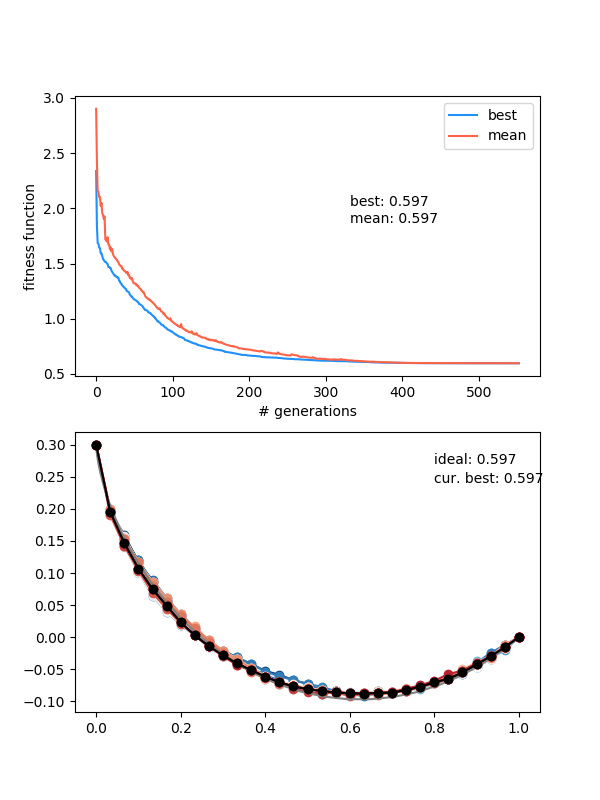 3.0
2.5
2.0
1.5
1.0
0.5
fitness function
best
mean
best: 0.597
mean: 0.597
0 100 200 300 400 500
# generations
0.30
0.25
0.20
0.15
0.10
0.05
0.00
−0.05
−0.10
ideal: 0.597
cur. best: 0.597
0.0 0.2 0.4 0.6 0.8 1.0